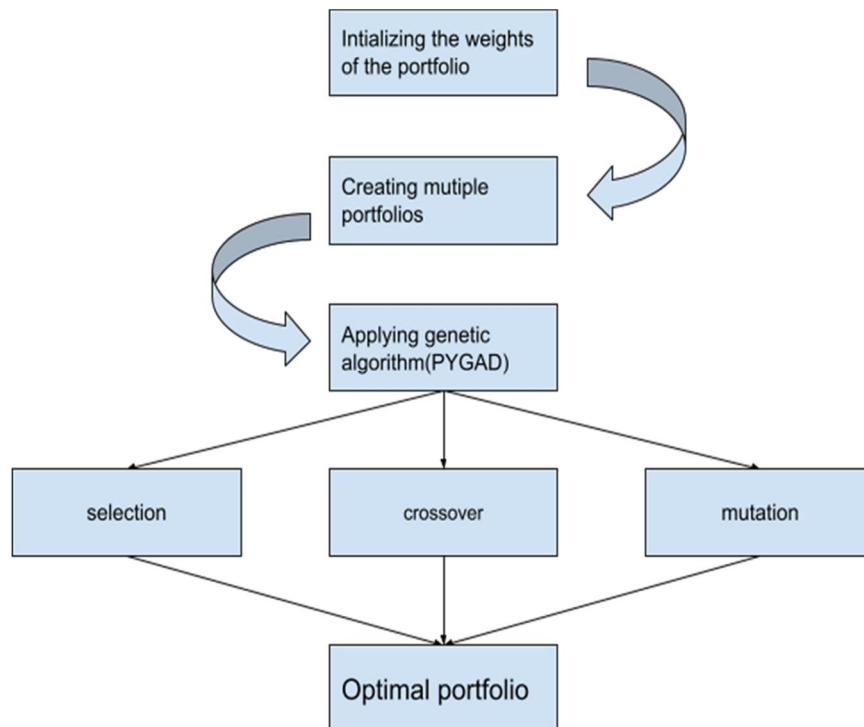 Intializing the weights
of the portfolio
Creating mutiple
portfolios
Applying genetic
algorithm(PYGAD)
selection
crossover
mutation
Optimal portfolio